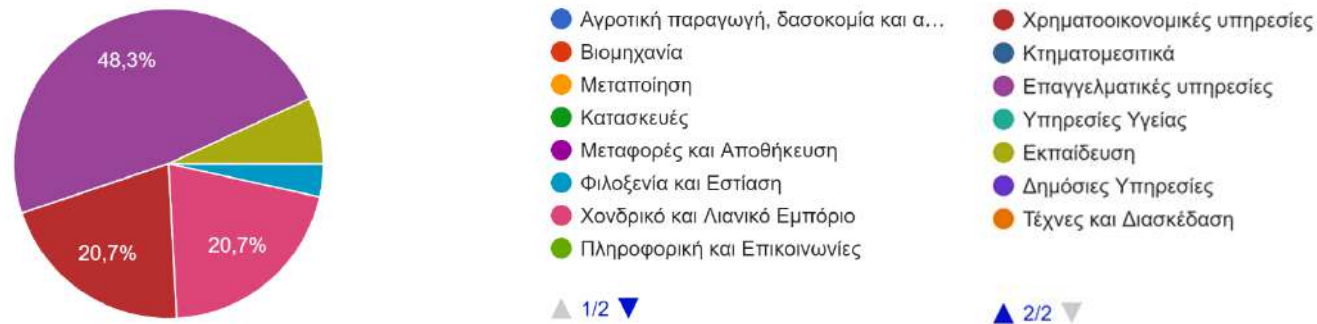 48,3%
20,7%
20,7%
Αγροτική παραγωγή, δασοκομία και α...
Βιομηχανία
Μεταποίηση
Κατασκευές
Μεταφορές και Αποθήκευση
Φιλοξενία και Εστίαση
Χονδρικό και Λιανικό Εμπόριο
Πληροφορική και Επικοινωνίες
1/2
Χρηματοοικονομικές υπηρεσίες
Κτηματομεσιτικά
Επαγγελματικές υπηρεσίες
Υπηρεσίες Υγείας
Εκπαίδευση
Δημόσιες Υπηρεσίες
Τέχνες και Διασκέδαση
2/2